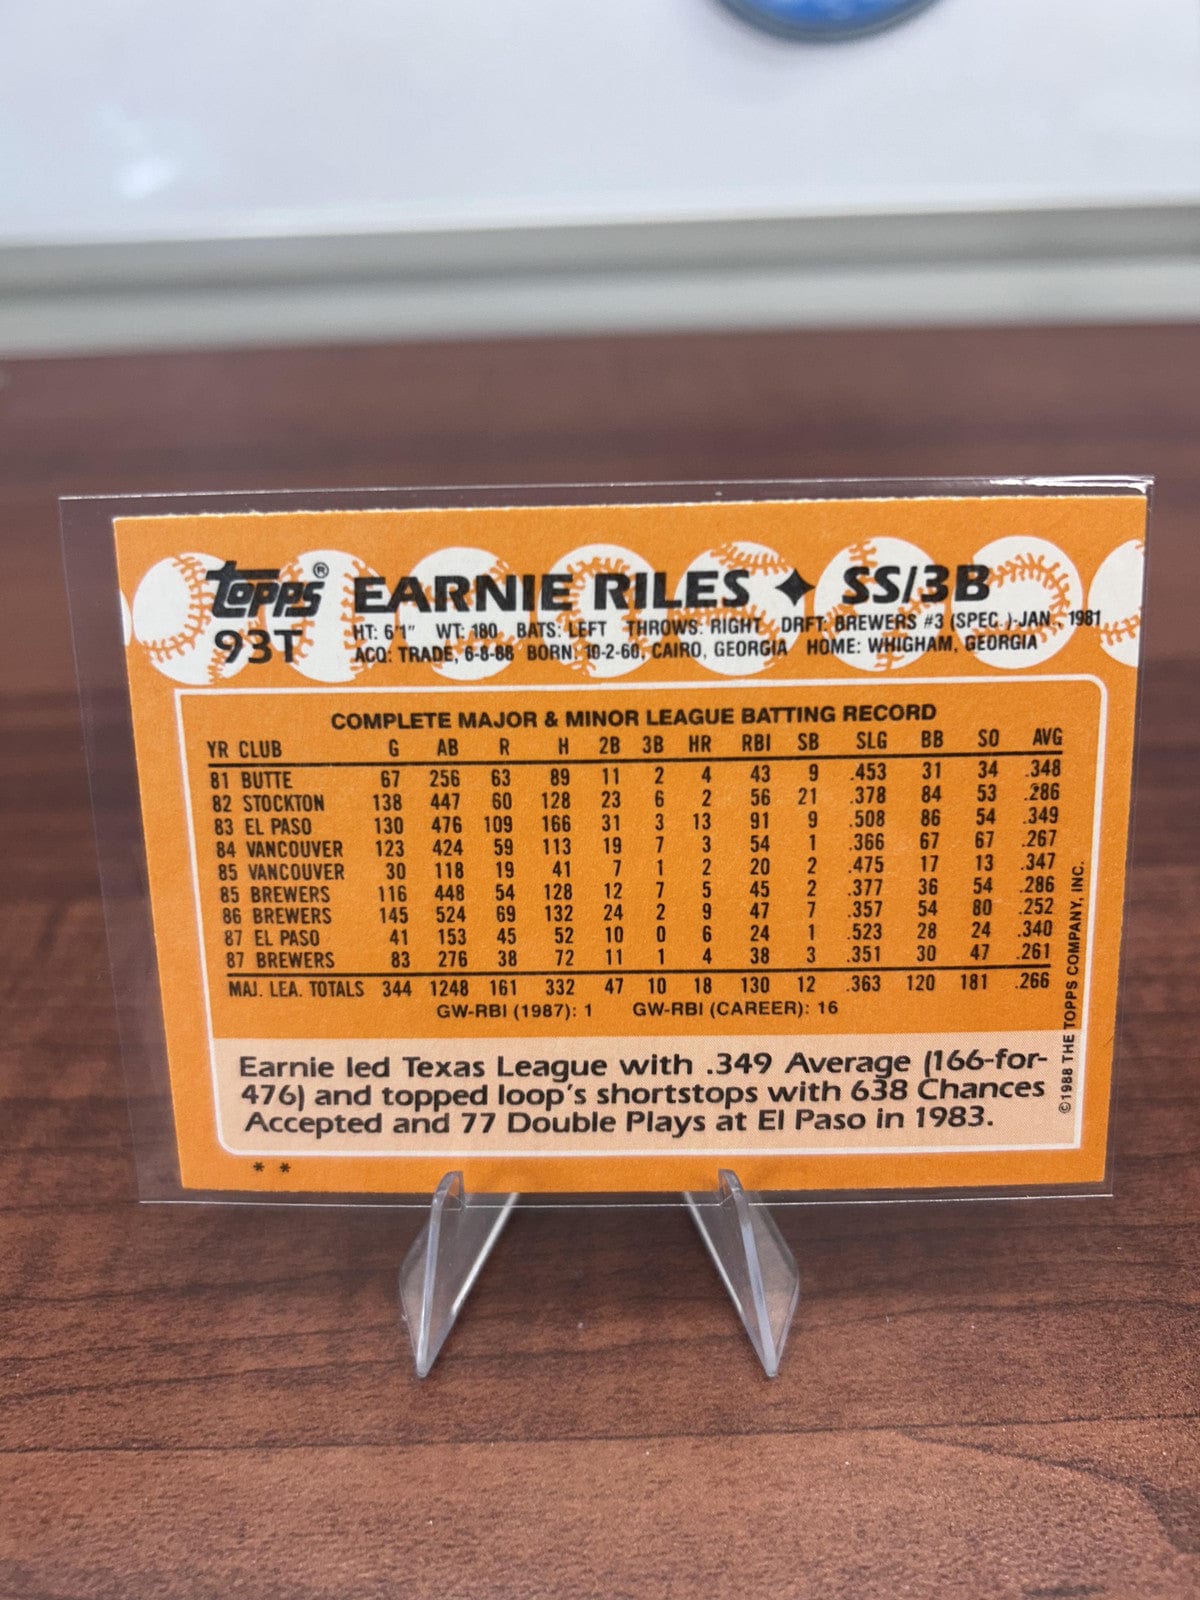 topps® EARNIE RILES ✦ SS/3B
93T HT: 6'1" WT: 180 BATS: LEFT THROWS: RIGHT DRFT: BREWERS #3 (SPEC.)-JAN., 1981
ACQ: TRADE, 6-8-88 BORN: 10-2-60, CAIRO, GEORGIA HOME: WHIGHAM, GEORGIA
COMPLETE MAJOR & MINOR LEAGUE BATTING RECORD
YR CLUB G AB R H 2B 3B HR RBI SB SLG BB SO AVG
81 BUTTE 67 256 63 89 11 2 4 43 9 .453 31 34 .348
82 STOCKTON 138 447 60 128 23 6 2 56 21 .378 84 53 .286
83 EL PASO 130 476 109 166 31 3 13 91 9 .508 86 54 .349
84 VANCOUVER 123 424 59 113 19 7 3 54 1 .366 67 67 .267
85 VANCOUVER 30 118 19 41 7 1 2 20 2 .475 17 13 .347
85 BREWERS 116 448 54 128 12 7 5 45 2 .377 36 54 .286
86 BREWERS 145 524 69 132 24 2 9 47 7 .357 54 80 .252
87 EL PASO 41 153 45 52 10 0 6 24 1 .523 28 24 .340
87 BREWERS 83 276 38 72 11 1 4 38 3 .351 30 47 .261
MAJ. LEA. TOTALS 344 1248 161 332 47 10 18 130 12 .363 120 181 .266
GW-RBI (1987): 1 GW-RBI (CAREER): 16
Earnie led Texas League with .349 Average (166-for-
476) and topped loop's shortstops with 638 Chances
Accepted and 77 Double Plays at El Paso in 1983.
* *
©1988 THE TOPPS COMPANY, INC.